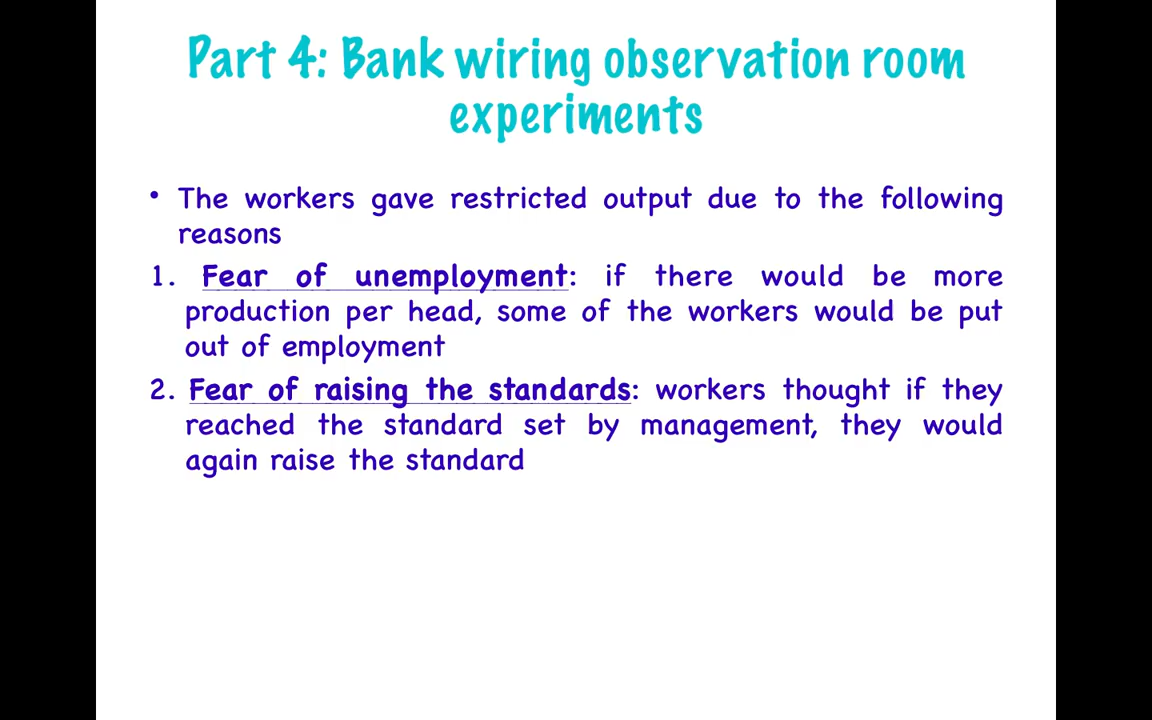 Part 4: Bank wiring observation room
experiments
• The workers gave restricted output due to the following
reasons
1. Fear of unemployment: if there would be more
production per head, some of the workers would be put
out of employment
2. Fear of raising the standards: workers thought if they
reached the standard set by management, they would
again raise the standard